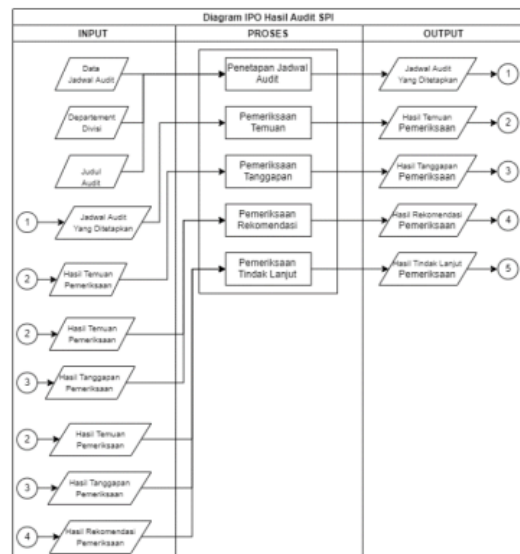 Diagram IPO Hasil Audit SPI
INPUT
PROSES
OUTPUT
Data
Jadwal Audit
Departement
Divisi
Judul
Audit
1
Jadwal Audit
Yang Ditetapkan
2
Hasil Temuan
Pemeriksaan
2
Hasil Temuan
Pemeriksaan
3
Hasil Tanggapan
Pemeriksaan
2
Hasil Temuan
Pemeriksaan
3
Hasil Tanggapan
Pemeriksaan
4
Hasil Rekomendasi
Pemeriksaan
Penetapan Jadwal
Audit
Pemeriksaan
Temuan
Pemeriksaan
Tanggapan
Pemeriksaan
Rekomendasi
Pemeriksaan
Tindak Lanjut
Jadwal Audit
Yang Ditetapkan
1
Hasil Temuan
Pemeriksaan
2
Hasil Tanggapan
Pemeriksaan
3
Hasil Rekomendasi
Pemeriksaan
4
Hasil Tindak Lanjut
Pemeriksaan
5